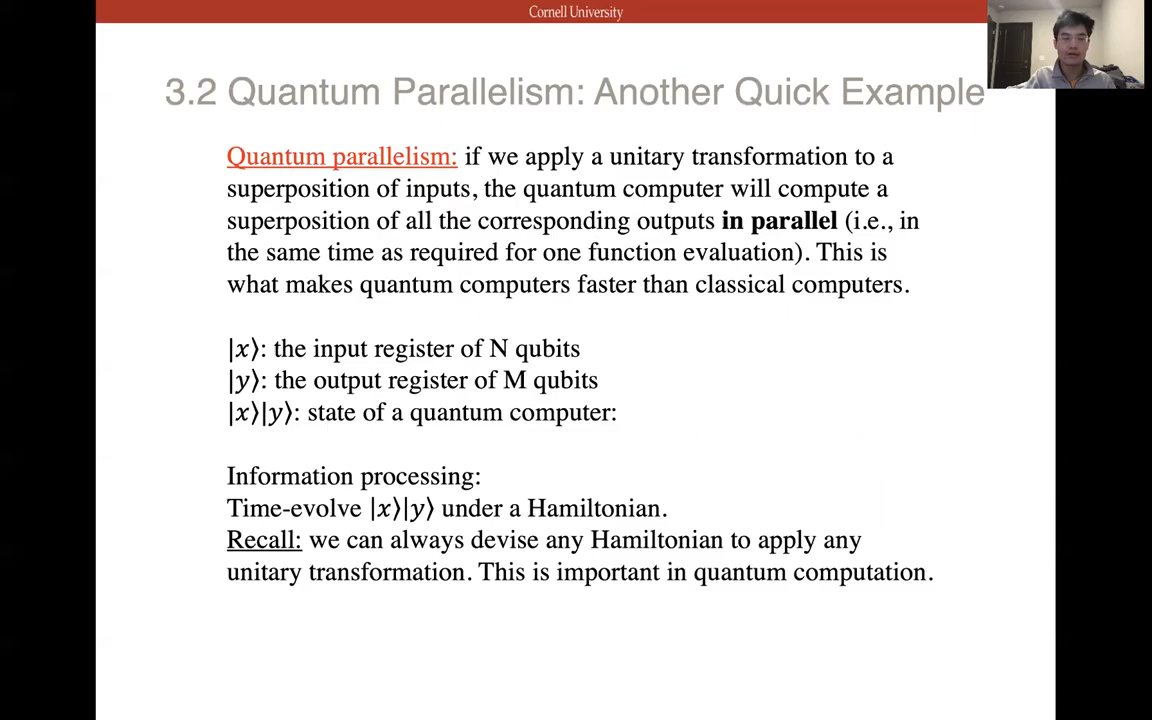 Cornell University
3.2 Quantum Parallelism: Another Quick Example
Quantum parallelism: if we apply a unitary transformation to a
superposition of inputs, the quantum computer will compute a
superposition of all the corresponding outputs in parallel (i.e., in
the same time as required for one function evaluation). This is
what makes quantum computers faster than classical computers.
|𝑥⟩: the input register of N qubits
|𝑦⟩: the output register of M qubits
|𝑥⟩|𝑦⟩: state of a quantum computer:
Information processing:
Time-evolve |𝑥⟩|𝑦⟩ under a Hamiltonian.
Recall: we can always devise any Hamiltonian to apply any
unitary transformation. This is important in quantum computation.